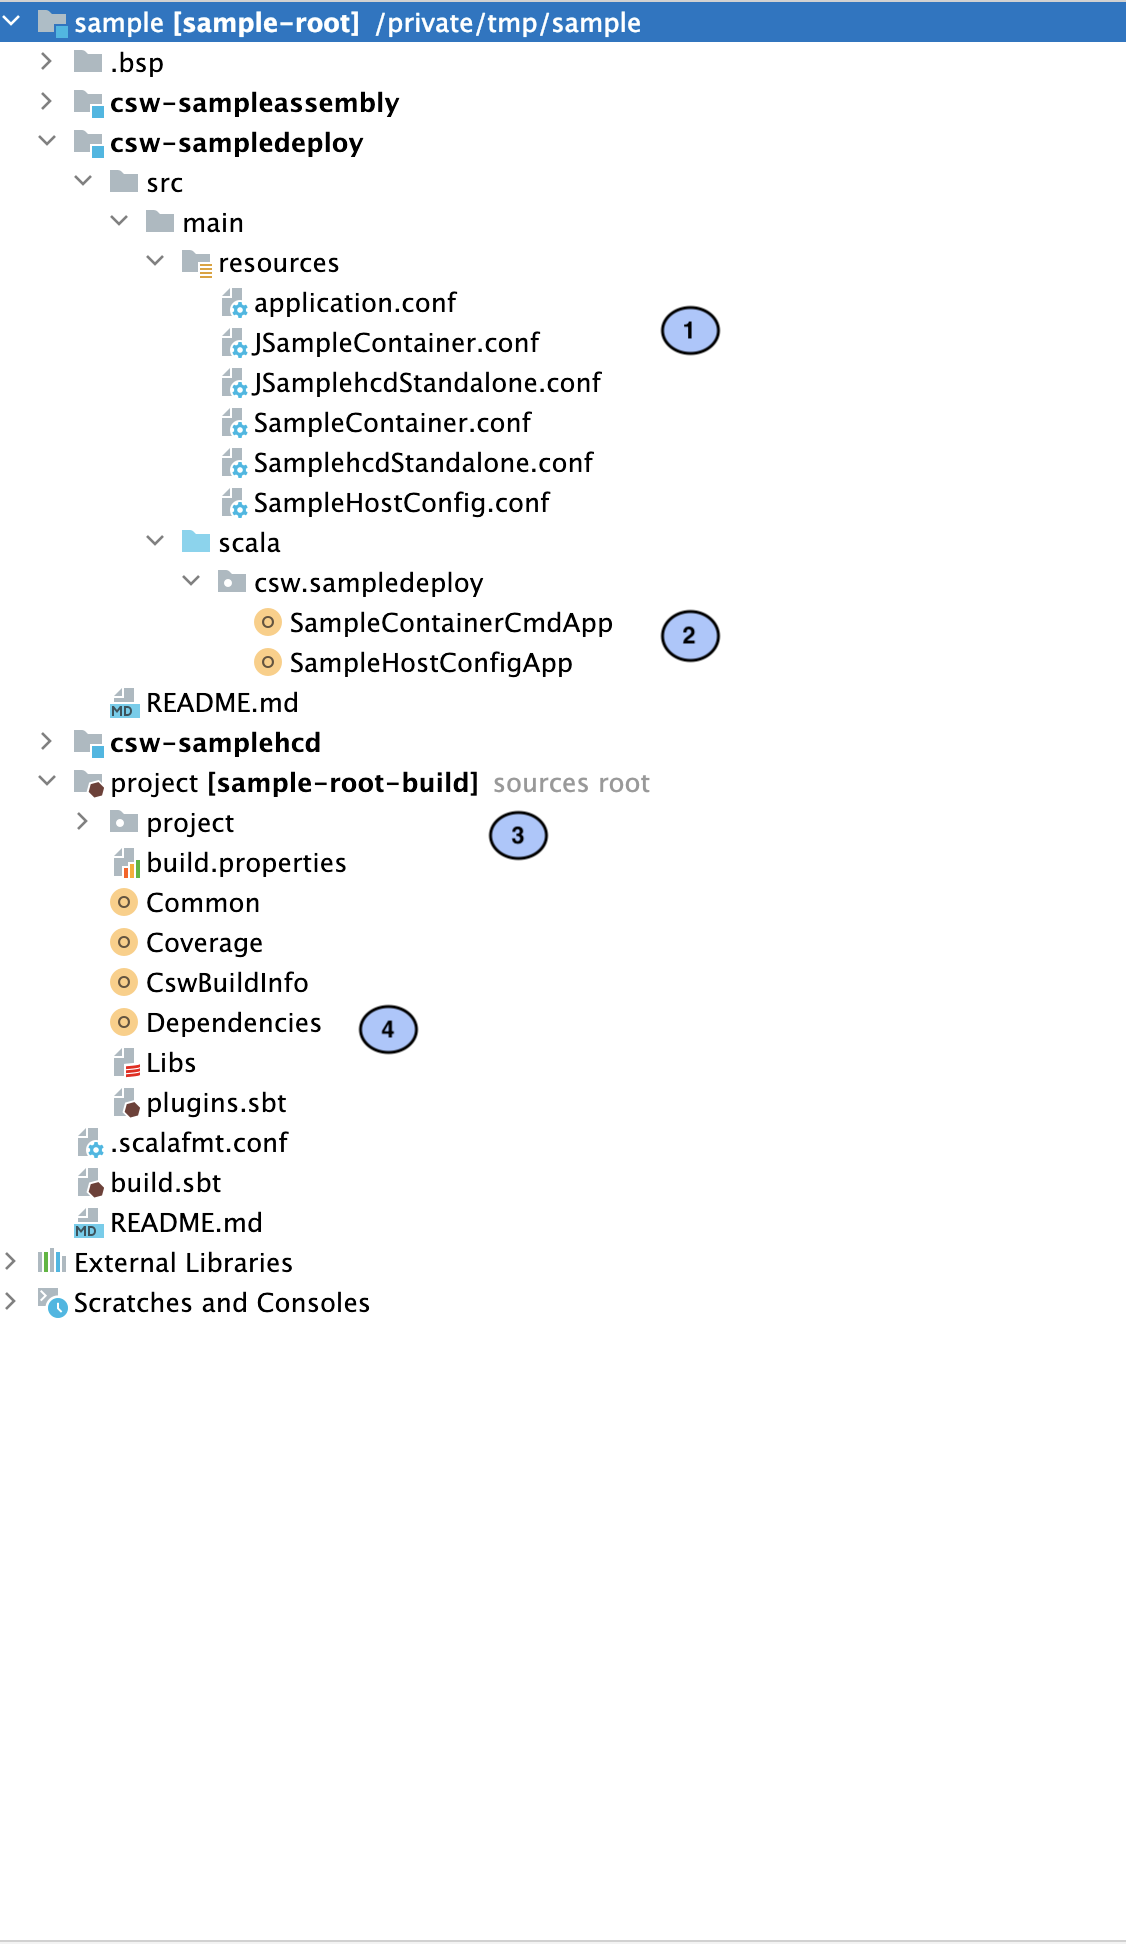 sample [sample-root] /private/tmp/sample
.bsp
csw-sampleassembly
csw-sampledeploy
src
main
resources
application.conf
1
JSampleContainer.conf
JSamplehcdStandalone.conf
SampleContainer.conf
SamplehcdStandalone.conf
SampleHostConfig.conf
scala
csw.sampledeploy
SampleContainerCmdApp
2
SampleHostConfigApp
MD README.md
csw-samplehcd
project [sample-root-build] sources root
project
3
build.properties
Common
Coverage
CswBuildInfo
Dependencies
4
Libs
plugins.sbt
.scalafmt.conf
build.sbt
MD README.md
External Libraries
Scratches and Consoles